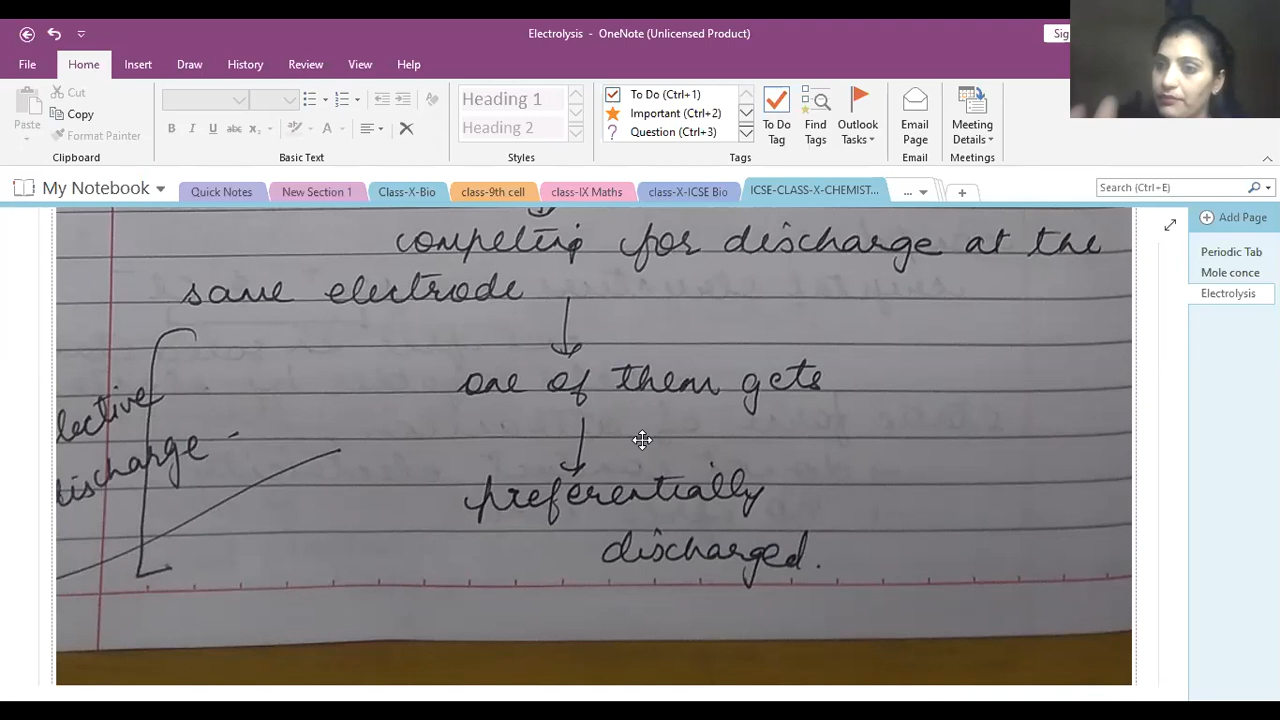 Electrolysis - OneNote (Unlicensed Product)
Sig
File Home Insert Draw History Review View Help
Cut
Copy
Paste
Format Painter
Clipboard
B I U abc x₂ A
Basic Text
Heading 1
Heading 2
Styles
To Do (Ctrl+1)
Important (Ctrl+2)
Question (Ctrl+3)
To Do Tag
Find Tags
Outlook Tasks
Tags
Email Page
Email
Meeting Details
Meetings
My Notebook
Quick Notes New Section 1 Class-X-Bio class-9th cell class-IX Maths class-X-ICSE Bio ICSE-CLASS-X-CHEMIST... ...
Search (Ctrl+E)
Add Page
Periodic Tab
Mole conce
Electrolysis
competing for discharge at the
same electrode
one of them gets
lective
discharge -
preferentially
discharged.